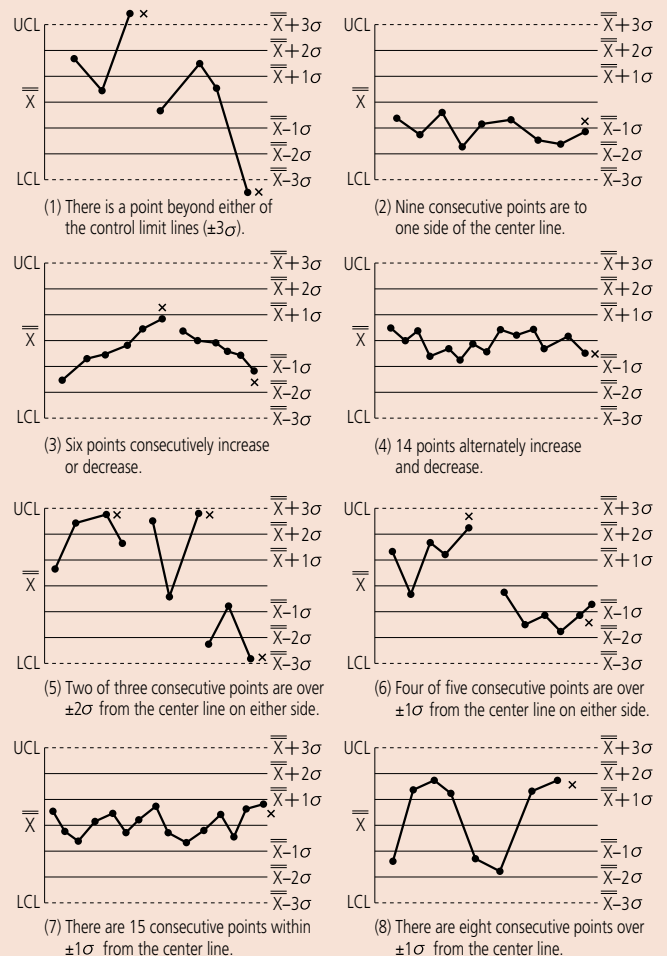 UCL X̿+3σ
X̿+2σ
X̿+1σ
X̿
X̿–1σ
X̿–2σ
LCL X̿–3σ
(1) There is a point beyond either of
the control limit lines (±3σ).
UCL X̿+3σ
X̿+2σ
X̿+1σ
X̿
X̿–1σ
X̿–2σ
LCL X̿–3σ
(2) Nine consecutive points are to
one side of the center line.
UCL X̿+3σ
X̿+2σ
X̿+1σ
X̿
X̿–1σ
X̿–2σ
LCL X̿–3σ
(3) Six points consecutively increase
or decrease.
UCL X̿+3σ
X̿+2σ
X̿+1σ
X̿
X̿–1σ
X̿–2σ
LCL X̿–3σ
(4) 14 points alternately increase
and decrease.
UCL X̿+3σ
X̿+2σ
X̿+1σ
X̿
X̿–1σ
X̿–2σ
LCL X̿–3σ
(5) Two of three consecutive points are over
±2σ from the center line on either side.
UCL X̿+3σ
X̿+2σ
X̿+1σ
X̿
X̿–1σ
X̿–2σ
LCL X̿–3σ
(6) Four of five consecutive points are over
±1σ from the center line on either side.
UCL X̿+3σ
X̿+2σ
X̿+1σ
X̿
X̿–1σ
X̿–2σ
LCL X̿–3σ
(7) There are 15 consecutive points within
±1σ from the center line.
UCL X̿+3σ
X̿+2σ
X̿+1σ
X̿
X̿–1σ
X̿–2σ
LCL X̿–3σ
(8) There are eight consecutive points over
±1σ from the center line.